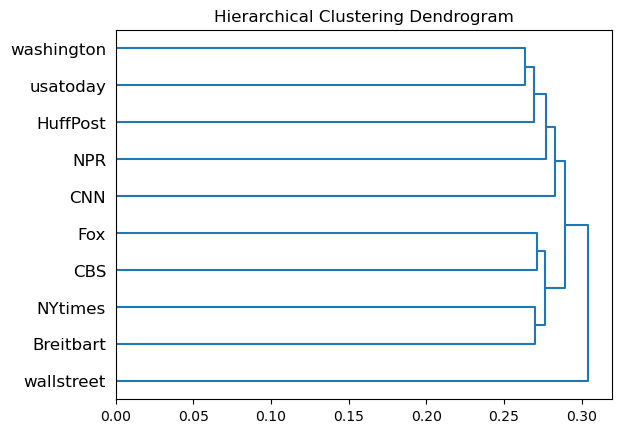 Hierarchical Clustering Dendrogram
washington
usatoday
HuffPost
NPR
CNN
Fox
CBS
NYtimes
Breitbart
wallstreet
0.00 0.05 0.10 0.15 0.20 0.25 0.30